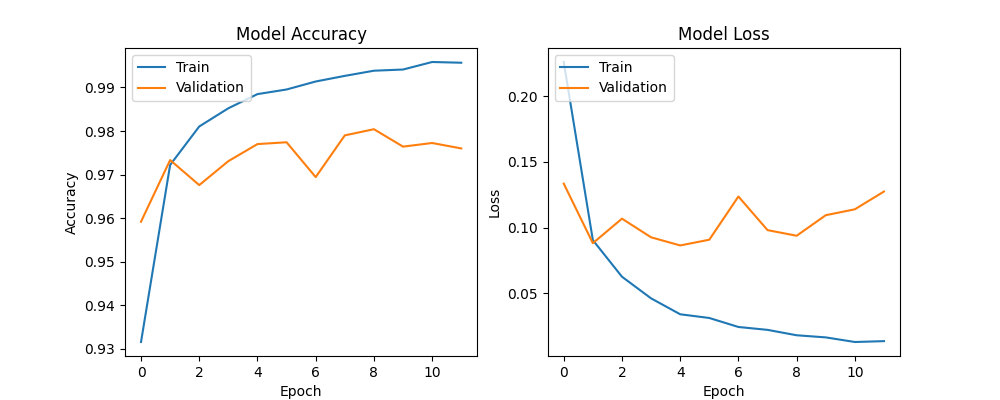 Model Accuracy
Train
Validation
0.99
0.98
0.97
0.96
0.95
0.94
0.93
Accuracy
0 2 4 6 8 10
Epoch
Model Loss
Train
Validation
0.20
0.15
0.10
0.05
Loss
0 2 4 6 8 10
Epoch